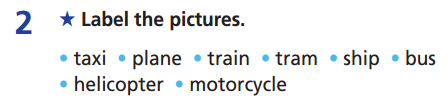 2 ★ Label the pictures.
• taxi • plane • train • tram • ship • bus
• helicopter • motorcycle